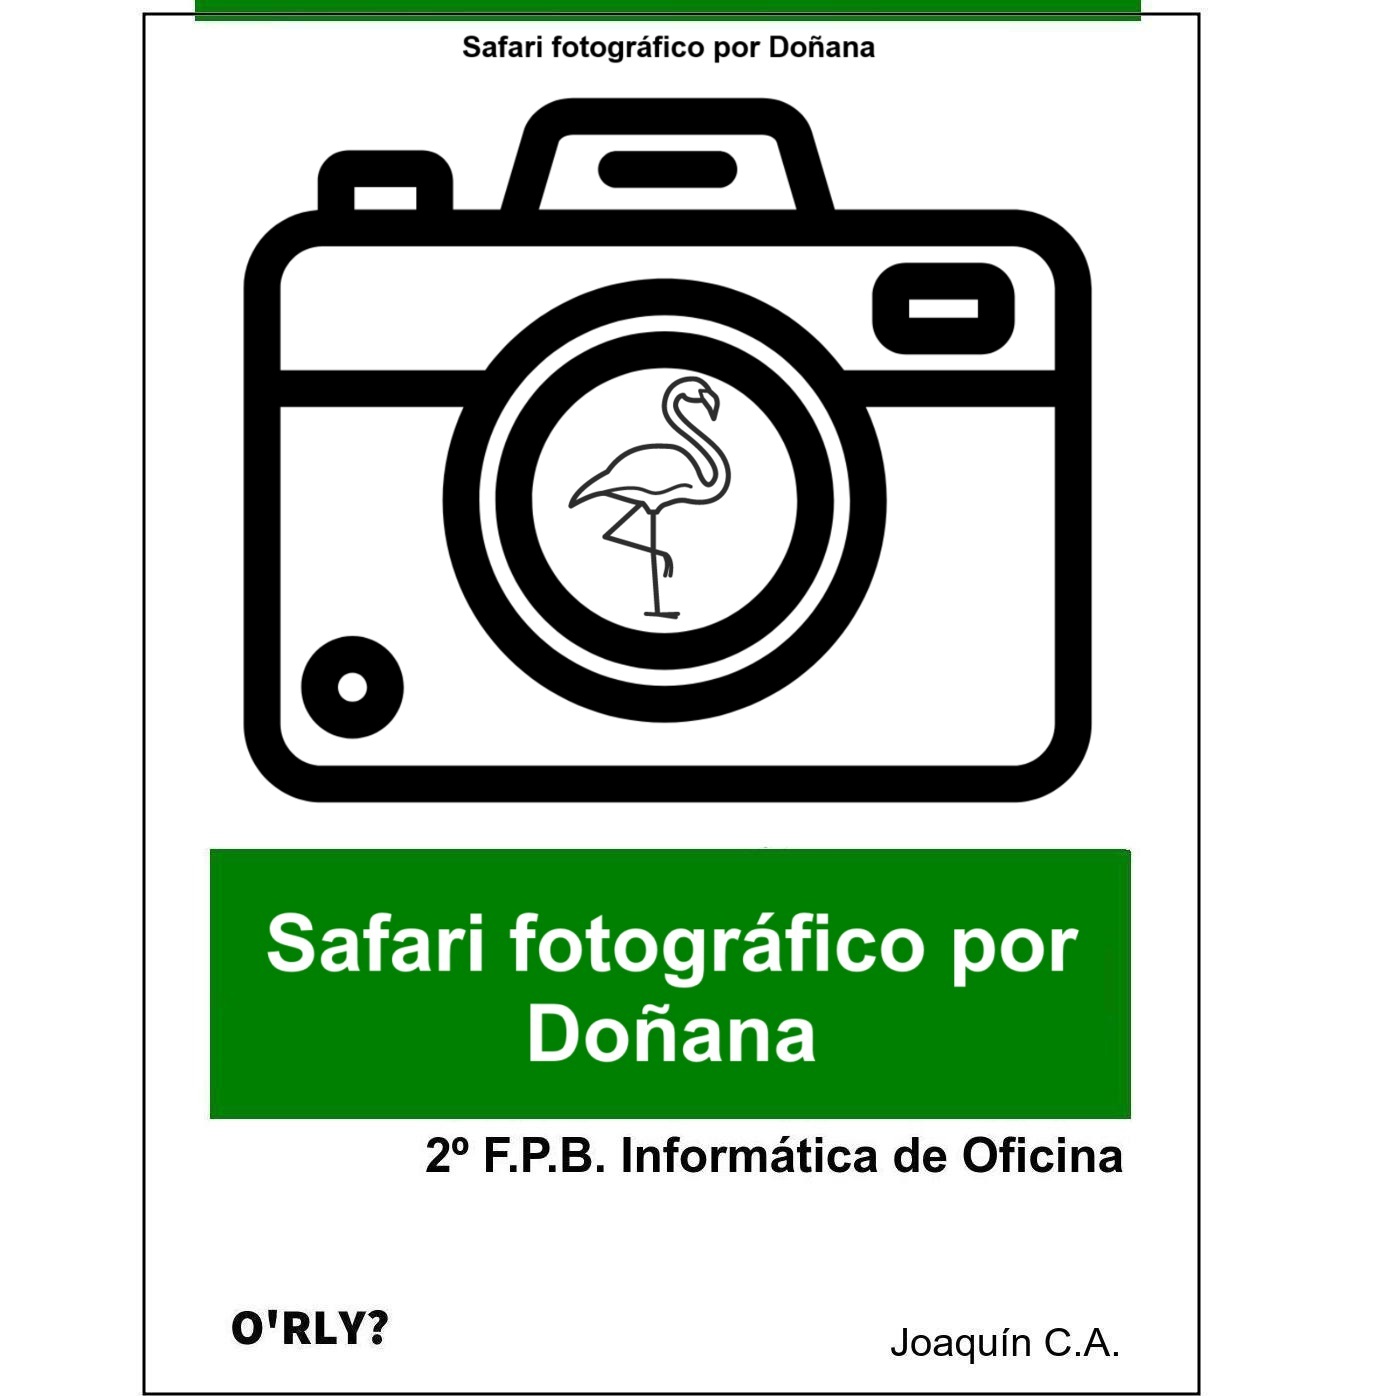 Safari fotográfico por Doñana
Safari fotográfico por
Doñana
2º F.P.B. Informática de Oficina
O'RLY?
Joaquín C.A.